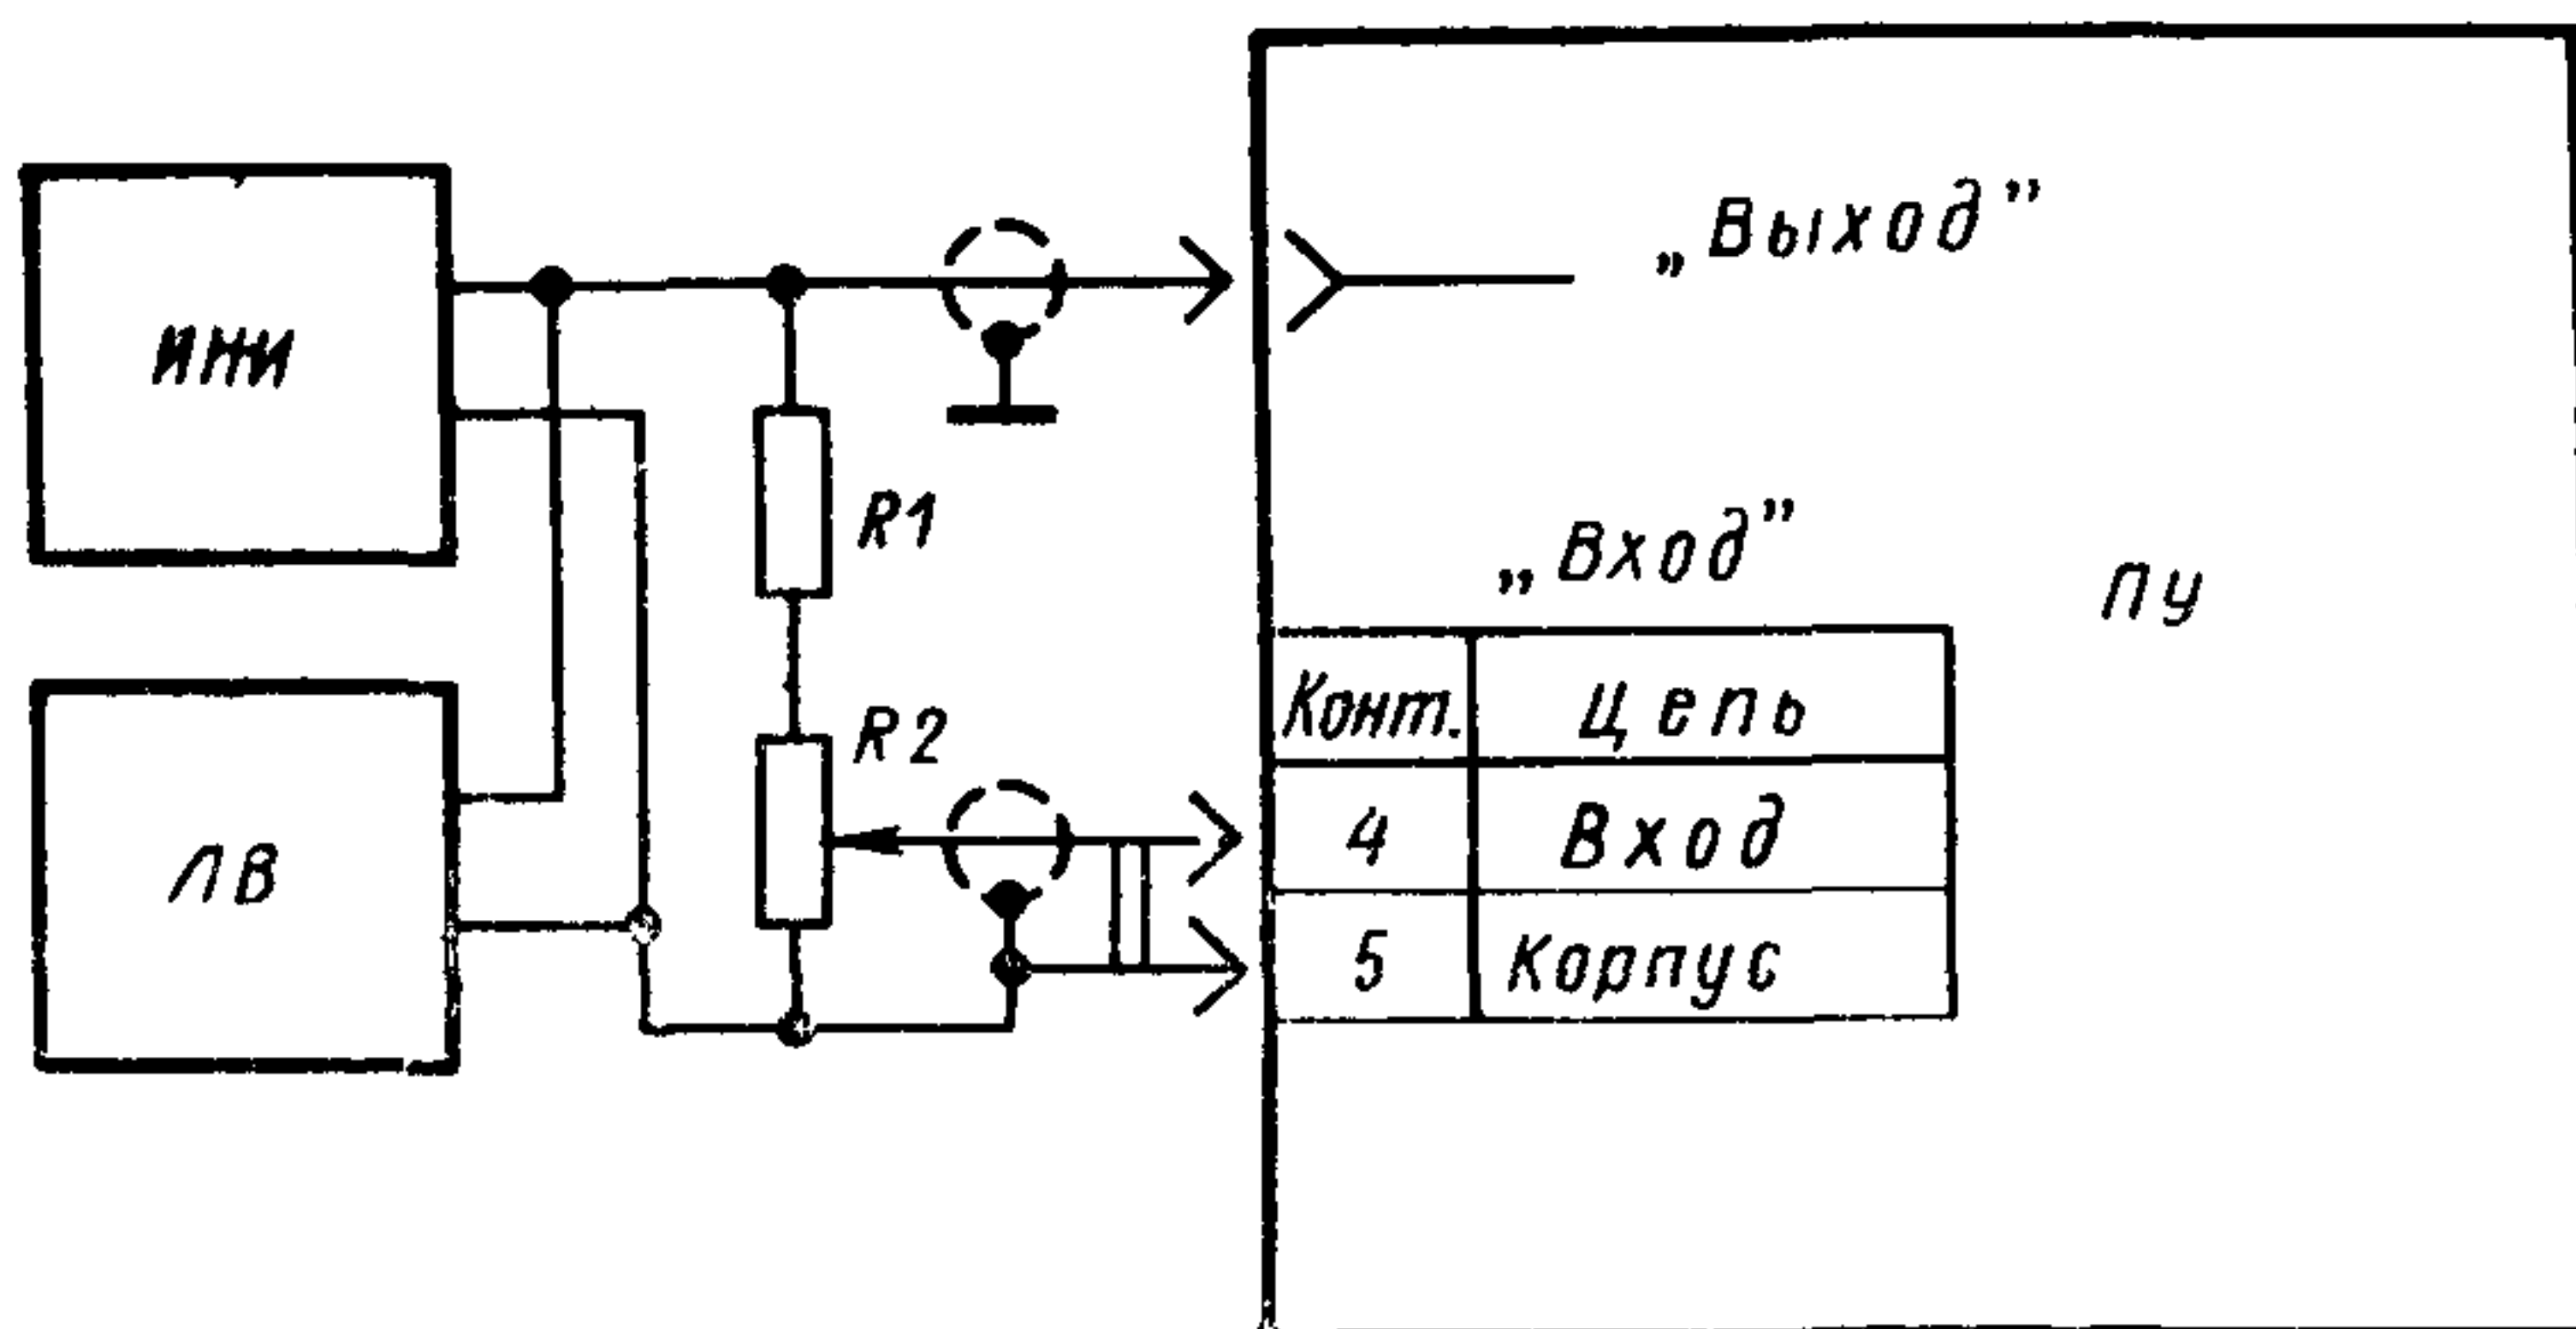 „Выход”
ИНИ
R1
„Вход”
ПУ
R2
Конт. Цепь
4 Вход
ЛВ
5 Корпус